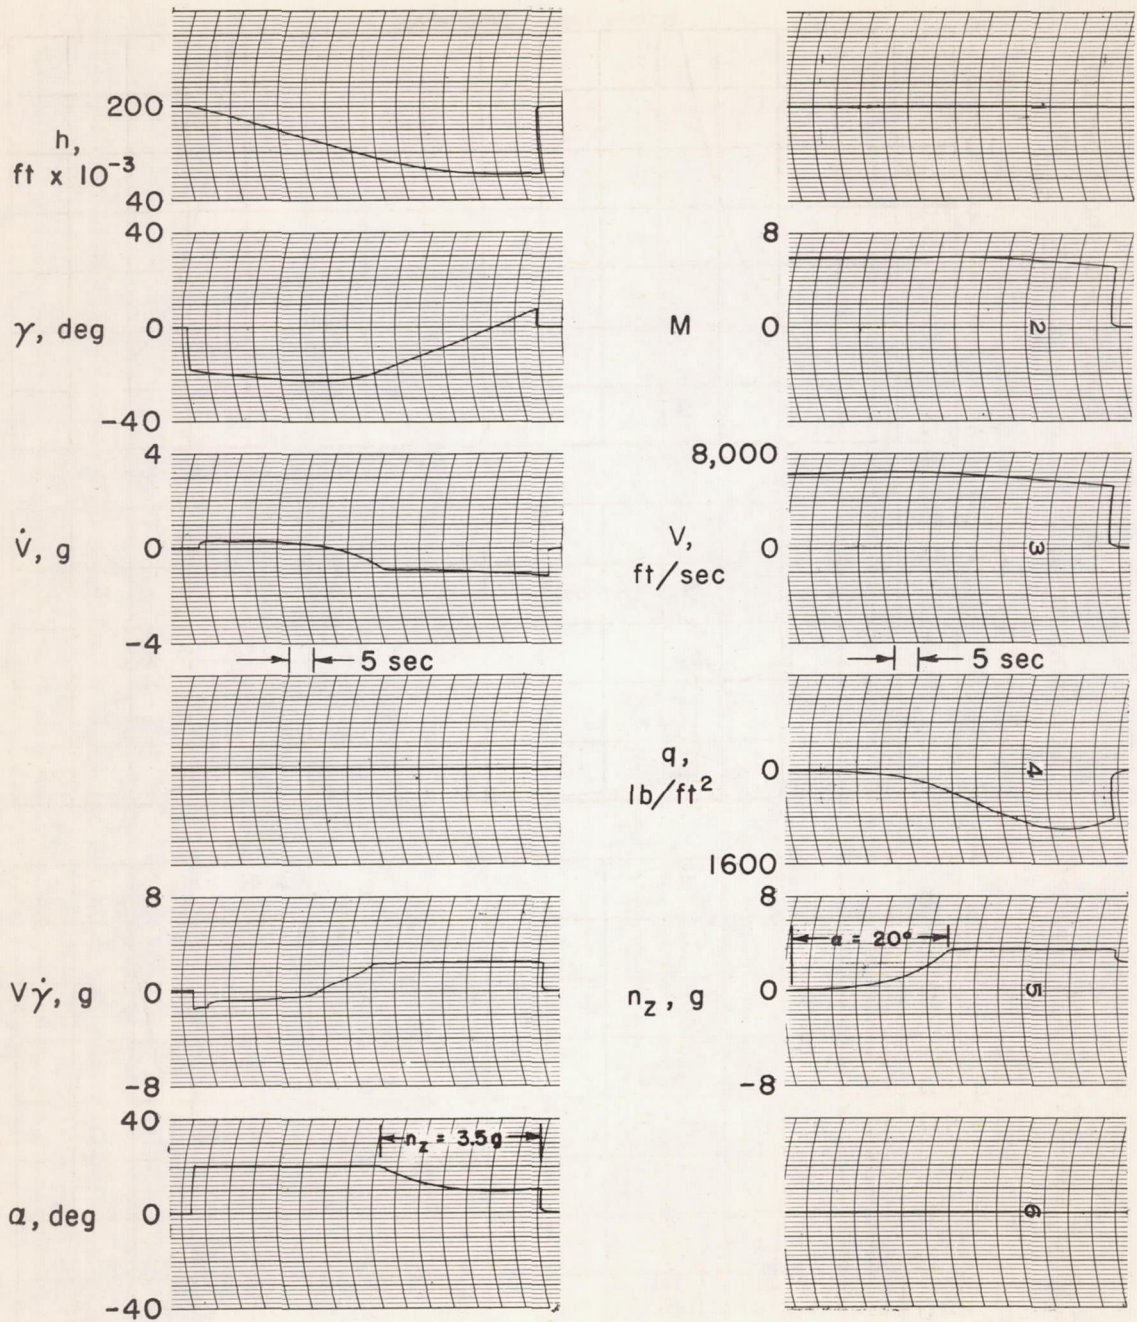 200
h,
ft x 10⁻³
40
1
40
γ, deg
0
-40
8
M
0
2
4
V̇, g
0
-4
8,000
V,
ft/sec
0
3
5 sec
5 sec
q,
lb/ft²
0
1600
4
8
Vγ̇, g
0
-8
8
α = 20°
n_z, g
0
5
-8
40
n_z = 3.5g
α, deg
0
-40
6